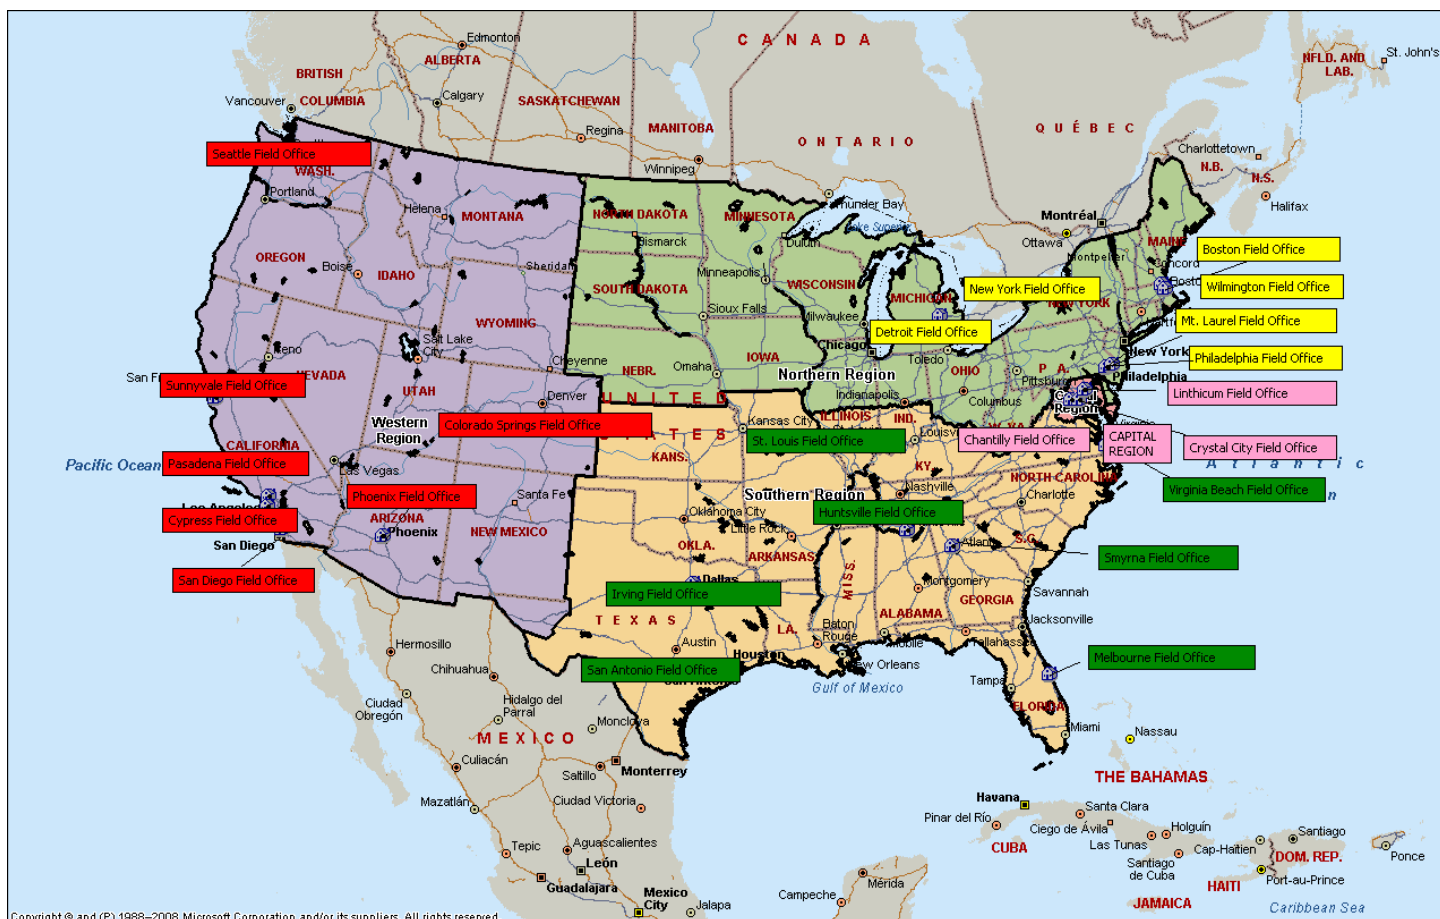 CANADA
Edmonton
ALBERTA
BRITISH
COLUMBIA
Vancouver
Calgary
SASKATCHEWAN
Regina
MANITOBA
Winnipeg
ONTARIO
QUÉBEC
NFLD. AND
LAB.
St. John's
Charlottetown
N.B.
N.S.
Halifax
Montréal
Ottawa
Thunder Bay
Lake Superior
Seattle Field Office
WASH.
Portland
Helena
MONTANA
NORTH DAKOTA
Bismarck
MINNESOTA
Duluth
OREGON
Boise
IDAHO
Sheridan
SOUTH DAKOTA
Minneapolis
WISCONSIN
MICHIGAN
Montpelier
MAINE
Concord
Boston Field Office
Wilmington Field Office
New York Field Office
NEW YORK
Mt. Laurel Field Office
Detroit Field Office
WYOMING
Sioux Falls
Milwaukee
Chicago
Toledo
New York
Philadelphia Field Office
Philadelphia
Reno
Salt Lake
City
Cheyenne
IOWA
Omaha
NEBR.
Northern Region
OHIO
P A.
Pittsburgh
Sunnyvale Field Office
NEVADA
UTAH
Denver
UNITED
STATES
Indianapolis
Columbus
Region
Linthicum Field Office
Western
Region
Colorado Springs Field Office
Kansas City
ILLINOIS
IND.
St. Louis Field Office
Chantilly Field Office
CAPITAL
REGION
Crystal City Field Office
CALIFORNIA
Pacific Ocean
Pasadena Field Office
Las Vegas
KANS.
KY
Atlantic
Phoenix Field Office
Santa Fe
Southern Region
Nashville
NORTH CAROLINA
Charlotte
Virginia Beach Field Office
Los Angeles
Cypress Field Office
ARIZONA
Phoenix
NEW MEXICO
Oklahoma City
Little Rock
Huntsville Field Office
San Diego
OKLA.
ARKANSAS
Atlanta
S.C.
Smyrna Field Office
San Diego Field Office
Dallas
Irving Field Office
MISS.
Montgomery
ALABAMA
GEORGIA
Savannah
TEXAS
LA.
Baton
Rouge
Mobile
Tallahassee
Jacksonville
Austin
Houston
New Orleans
San Antonio Field Office
Gulf of Mexico
Melbourne Field Office
Tampa
FLORIDA
Miami
Hermosillo
Chihuahua
Ciudad
Obregón
Hidalgo del
Parral
Monclova
MEXICO
Culiacán
Saltillo
Monterrey
Nassau
THE BAHAMAS
Mazatlán
Ciudad Victoria
Havana
Pinar del Río
Santa Clara
Ciego de Ávila
CUBA
Las Tunas
Holguín
Santiago
de Cuba
Cap-Haïtien
Santiago
DOM. REP.
Ponce
Port-au-Prince
HAITI
JAMAICA
Caribbean Sea
Tepic
Aguascalientes
León
Guadalajara
Mexico
City
Jalapa
Campeche
Mérida
Copyright © and (P) 1988–2008 Microsoft Corporation and/or its suppliers. All rights reserved.